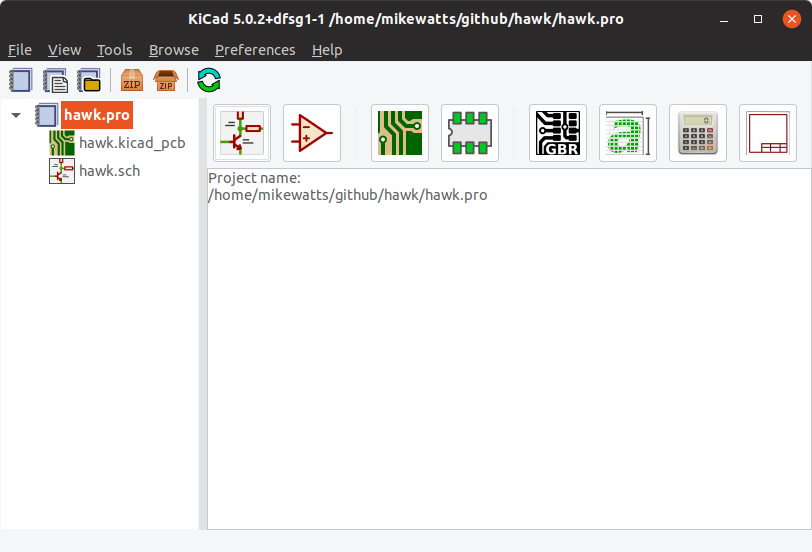 KiCad 5.0.2+dfsg1-1 /home/mikewatts/github/hawk/hawk.pro
File View Tools Browse Preferences Help
ZIP ZIP
hawk.pro
hawk.kicad_pcb
hawk.sch
GBR a 0.
Project name:
/home/mikewatts/github/hawk/hawk.pro